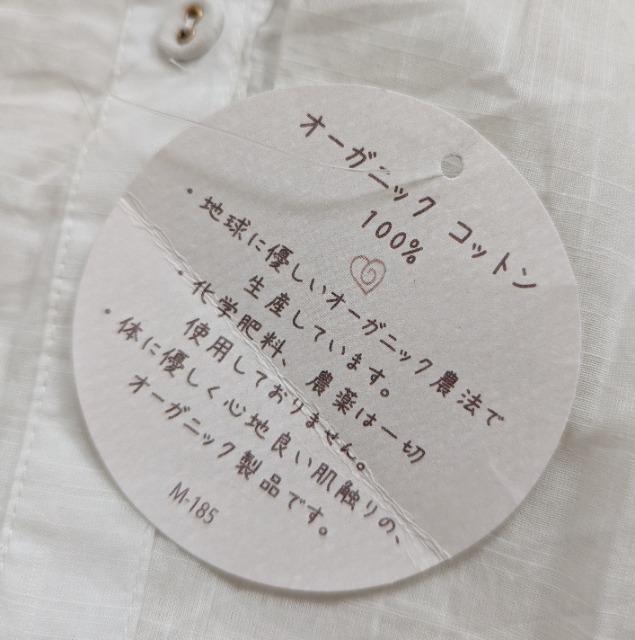 オーガニック コットン
100%
・地球に優しいオーガニック農法で
生産しています。
・化学肥料、農薬は一切
使用しておりません。
・体に優しく心地良い肌触りの、
オーガニック製品です。
M-185